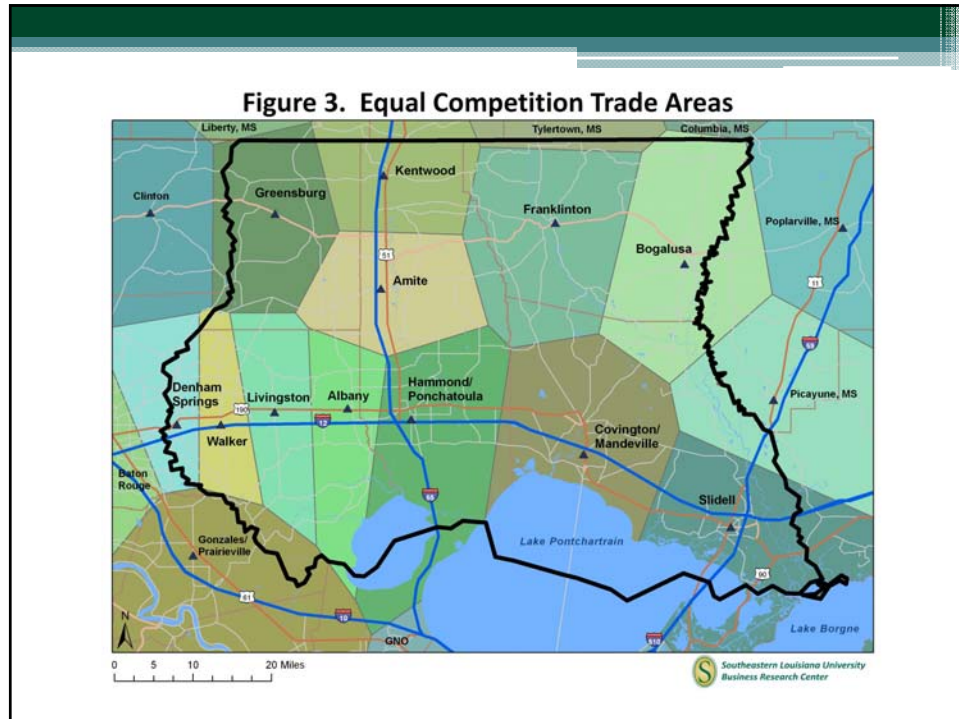 Figure 3. Equal Competition Trade Areas
Liberty, MS
Tylertown, MS
Columbia, MS
Kentwood
Clinton
Greensburg
Franklinton
Poplarville, MS
Bogalusa
51
Amite
11
59
Denham
Springs
Livingston
Albany
Hammond/
Ponchatoula
Picayune, MS
190
12
Walker
Covington/
Mandeville
Baton
Rouge
55
Slidell
Gonzales/
Prairieville
Lake Pontchartrain
90
61
10
GNO
510
Lake Borgne
N
0 5 10 20 Miles
S
Southeastern Louisiana University
Business Research Center